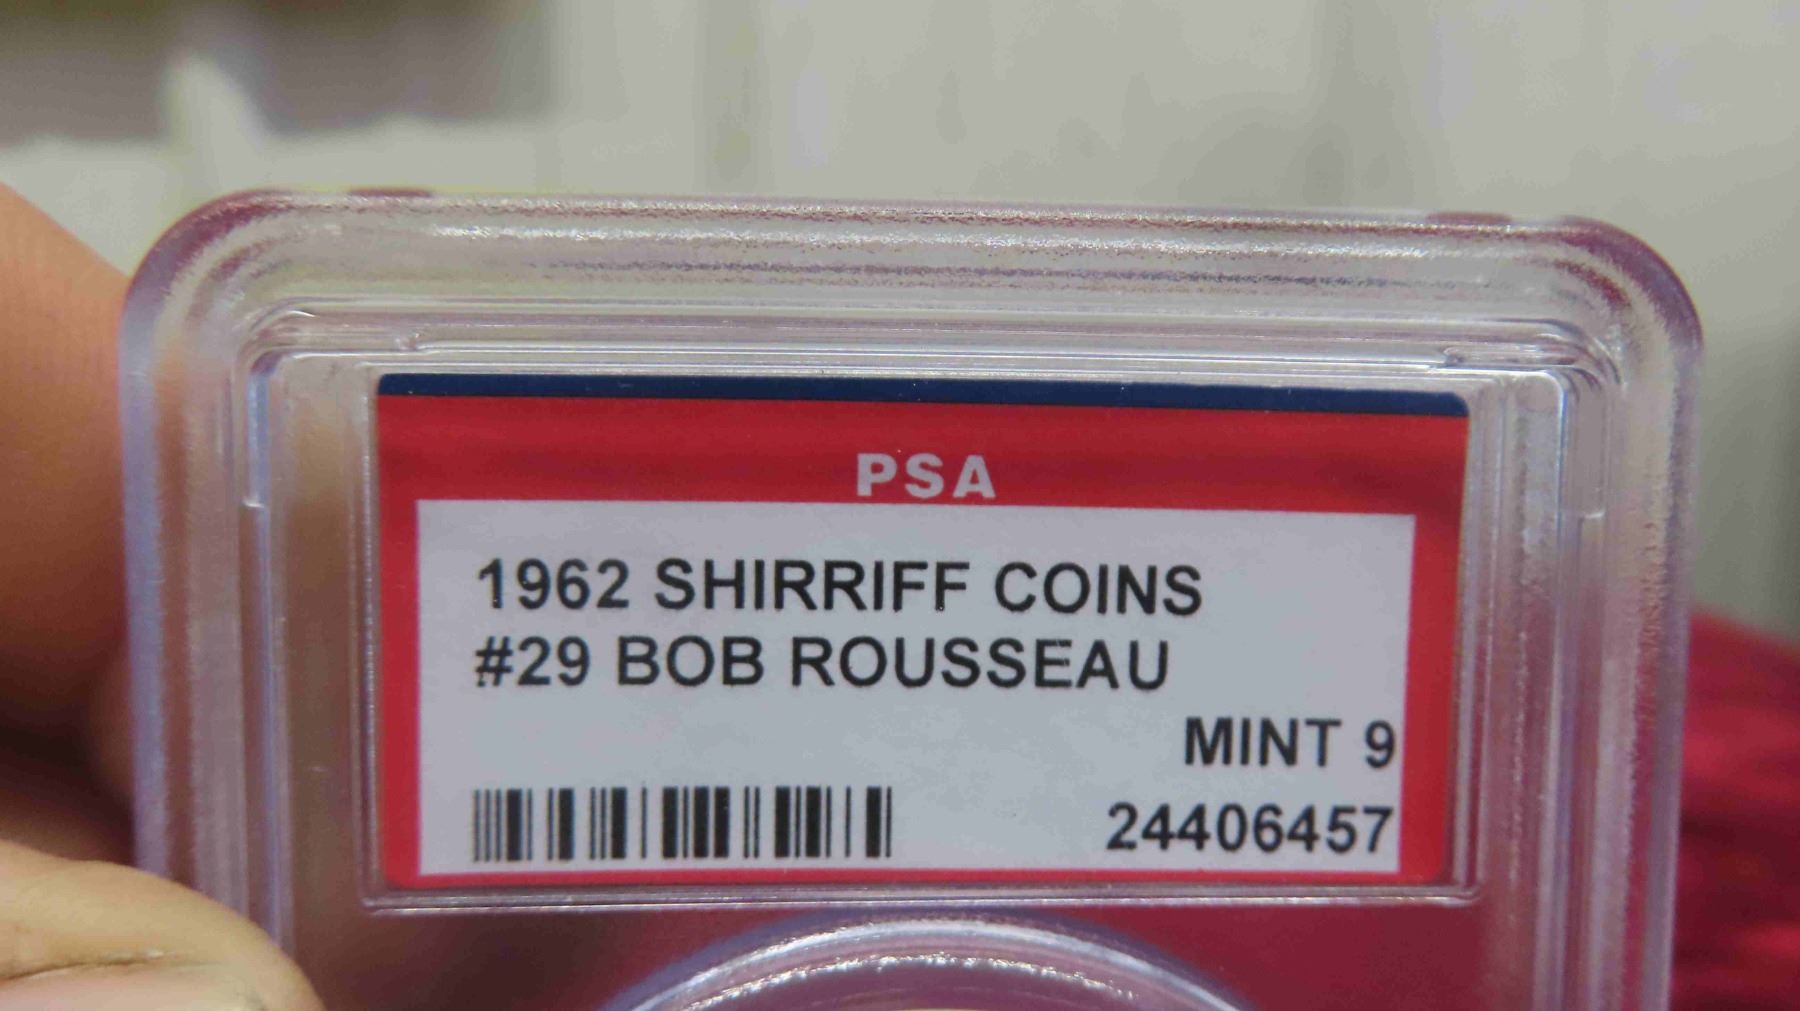 PSA
1962 SHIRRIFF COINS
#29 BOB ROUSSEAU
MINT 9
24406457